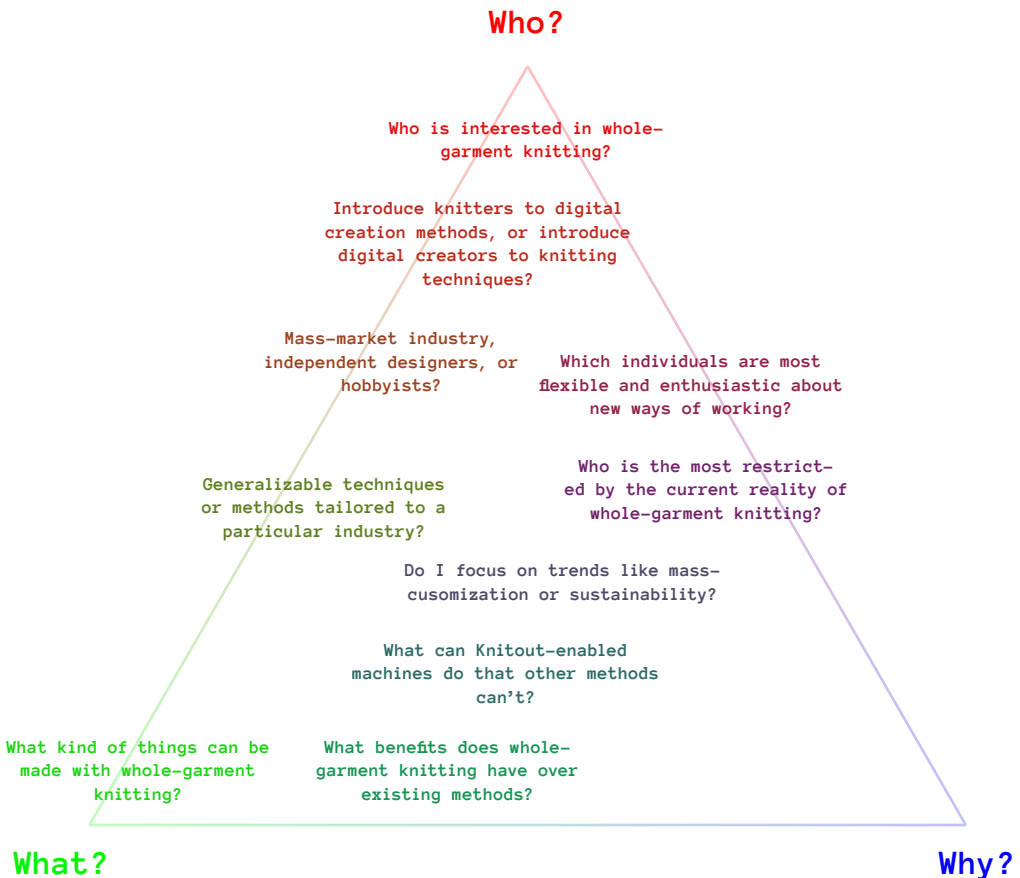 Who?
Who is interested in whole-
garment knitting?
Introduce knitters to digital
creation methods, or introduce
digital creators to knitting
techniques?
Mass-market industry,
independent designers, or
hobbyists?
Which individuals are most
flexible and enthusiastic about
new ways of working?
Who is the most restrict-
ed by the current reality of
whole-garment knitting?
Generalizable techniques
or methods tailored to a
particular industry?
Do I focus on trends like mass-
cusomization or sustainability?
What can Knitout-enabled
machines do that other methods
can't?
What kind of things can be
made with whole-garment
knitting?
What benefits does whole-
garment knitting have over
existing methods?
What?
Why?